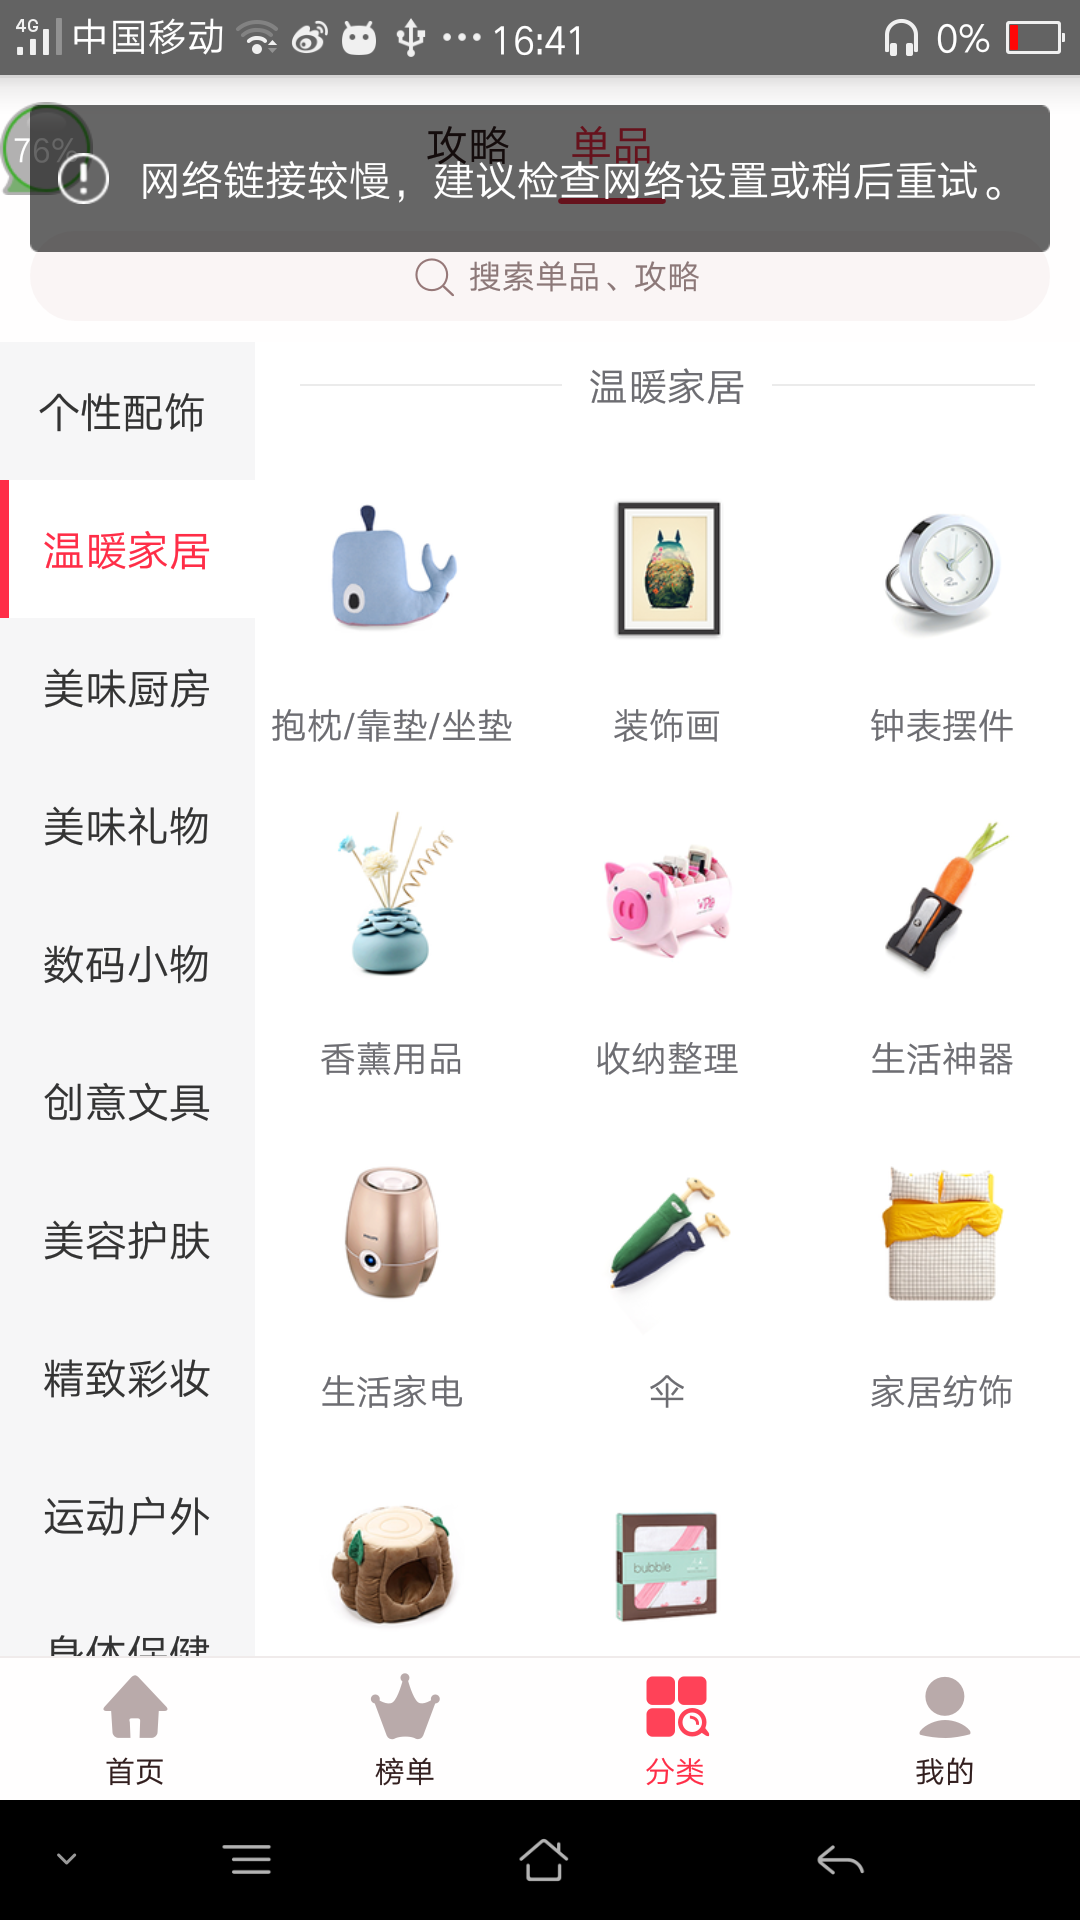 4G 中国移动 16:41 0%
76%
攻略 单品
网络链接较慢，建议检查网络设置或稍后重试。
搜索单品、攻略
个性配饰
温暖家居
美味厨房
美味礼物
数码小物
创意文具
美容护肤
精致彩妆
运动户外
身体保健
温暖家居
抱枕/靠垫/坐垫 装饰画 钟表摆件
香薰用品 收纳整理 生活神器
生活家电 伞 家居纺饰
bubble
首页 榜单 分类 我的